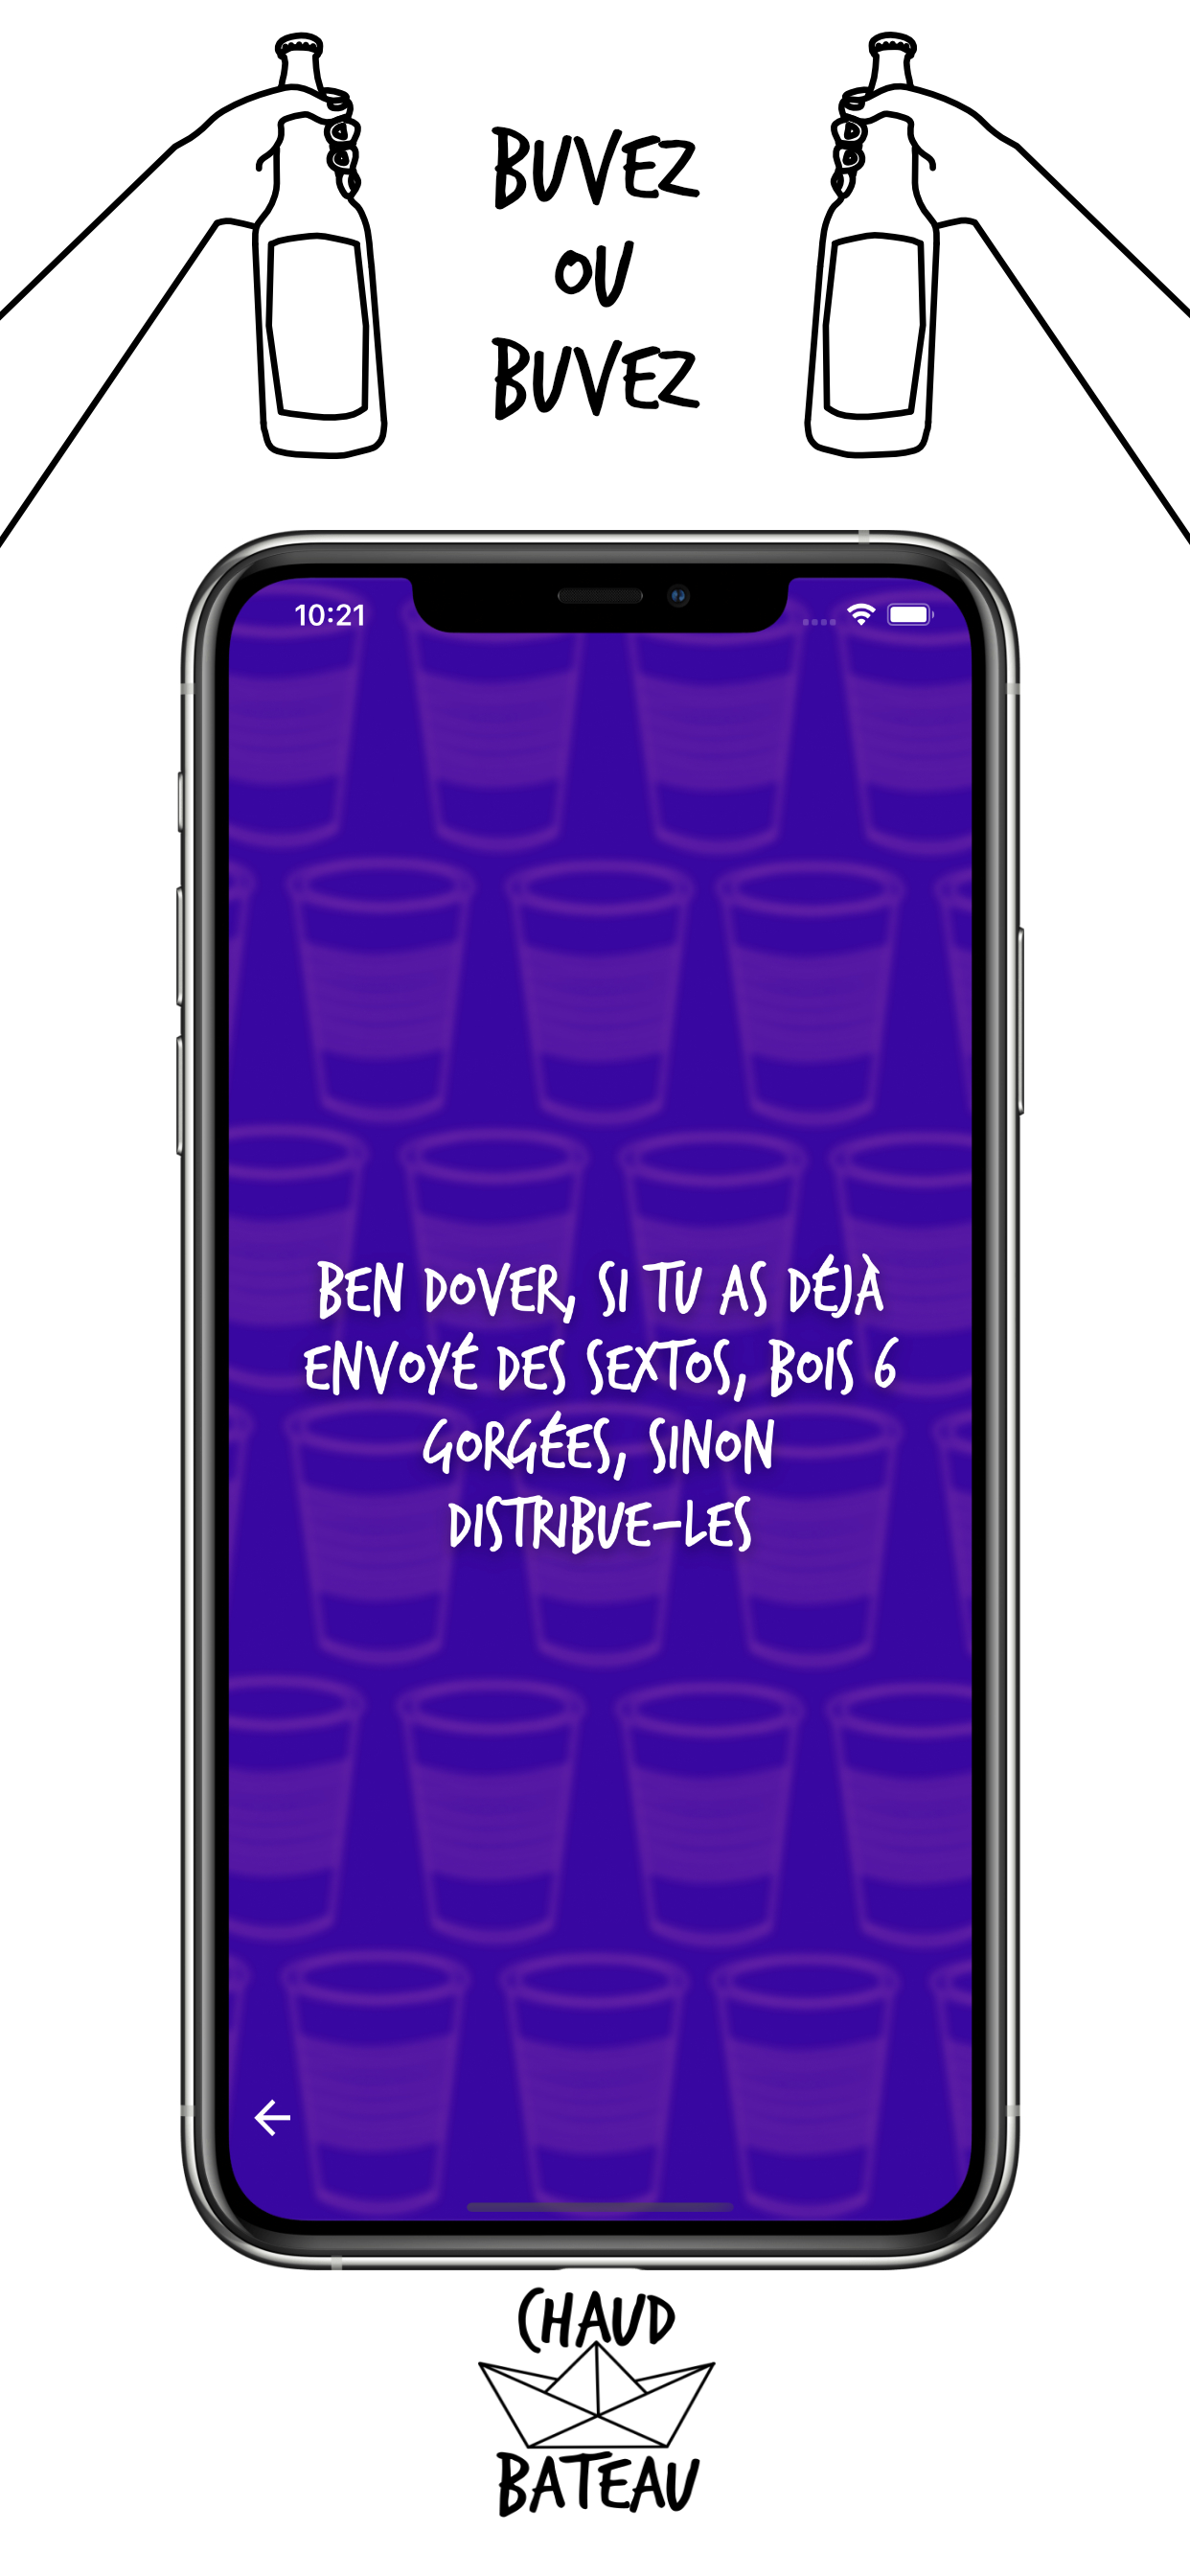 BUVEZ
OU
BUVEZ
10:21
BEN DOVER, SI TU AS DÉJÀ
ENVOYÉ DES SEXTOS, BOIS 6
GORGÉES, SINON
DISTRIBUE-LES
CHAUD
BATEAU